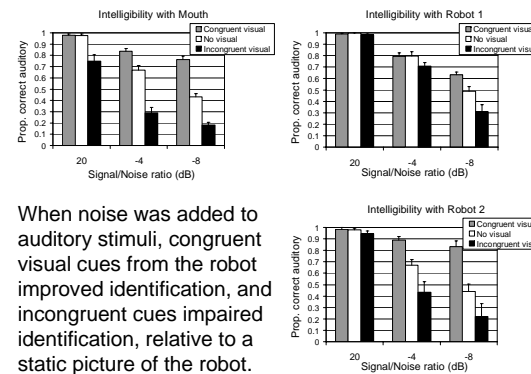 Intelligibility with Mouth
Congruent visual
No visual
Incongruent visual
Prop. correct auditory
1
0.9
0.8
0.7
0.6
0.5
0.4
0.3
0.2
0.1
0
20 -4 -8
Signal/Noise ratio (dB)
Intelligibility with Robot 1
Congruent visu
No visual
Incongruent visu
Prop. correct auditory
1
0.9
0.8
0.7
0.6
0.5
0.4
0.3
0.2
0.1
0
20 -4 -8
Signal/Noise ratio (dB)
When noise was added to
auditory stimuli, congruent
visual cues from the robot
improved identification, and
incongruent cues impaired
identification, relative to a
static picture of the robot.
Intelligibility with Robot 2
Congruent visu
No visual
Incongruent visu
Prop. correct auditory
1
0.9
0.8
0.7
0.6
0.5
0.4
0.3
0.2
0.1
0
20 -4 -8
Signal/Noise ratio (dB)